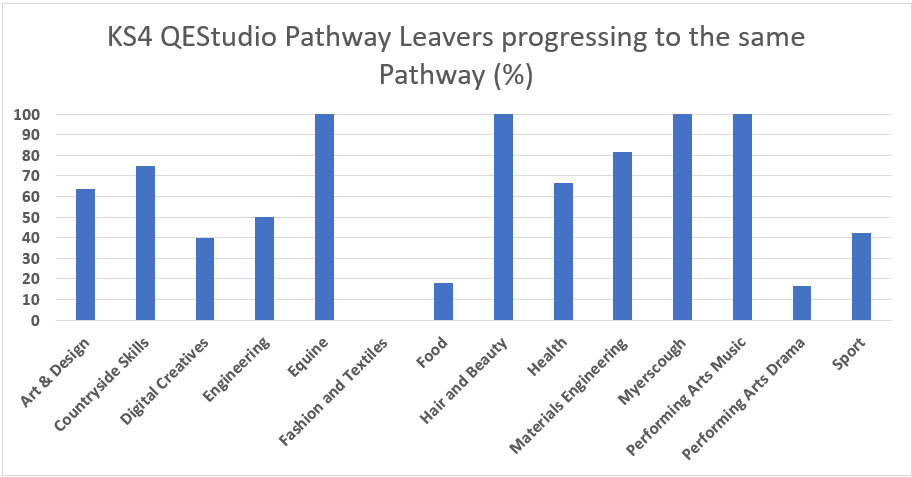 KS4 QEStudio Pathway Leavers progressing to the same
Pathway (%)
100
90
80
70
60
50
40
30
20
10
0
Art & Design
Countryside Skills
Digital Creatives
Engineering
Equine
Fashion and Textiles
Food
Hair and Beauty
Health
Materials Engineering
Myerscough
Performing Arts Music
Performing Arts Drama
Sport